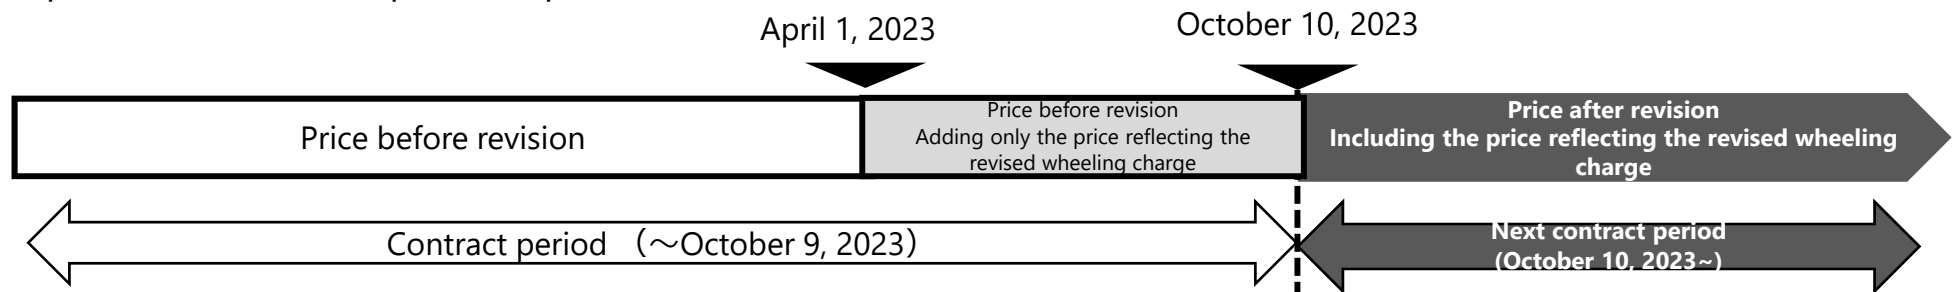 April 1, 2023
October 10, 2023
Price before revision
Price before revision
Adding only the price reflecting the
revised wheeling charge
Price after revision
Including the price reflecting the revised wheeling
charge
Contract period （～October 9, 2023）
Next contract period
(October 10, 2023~)